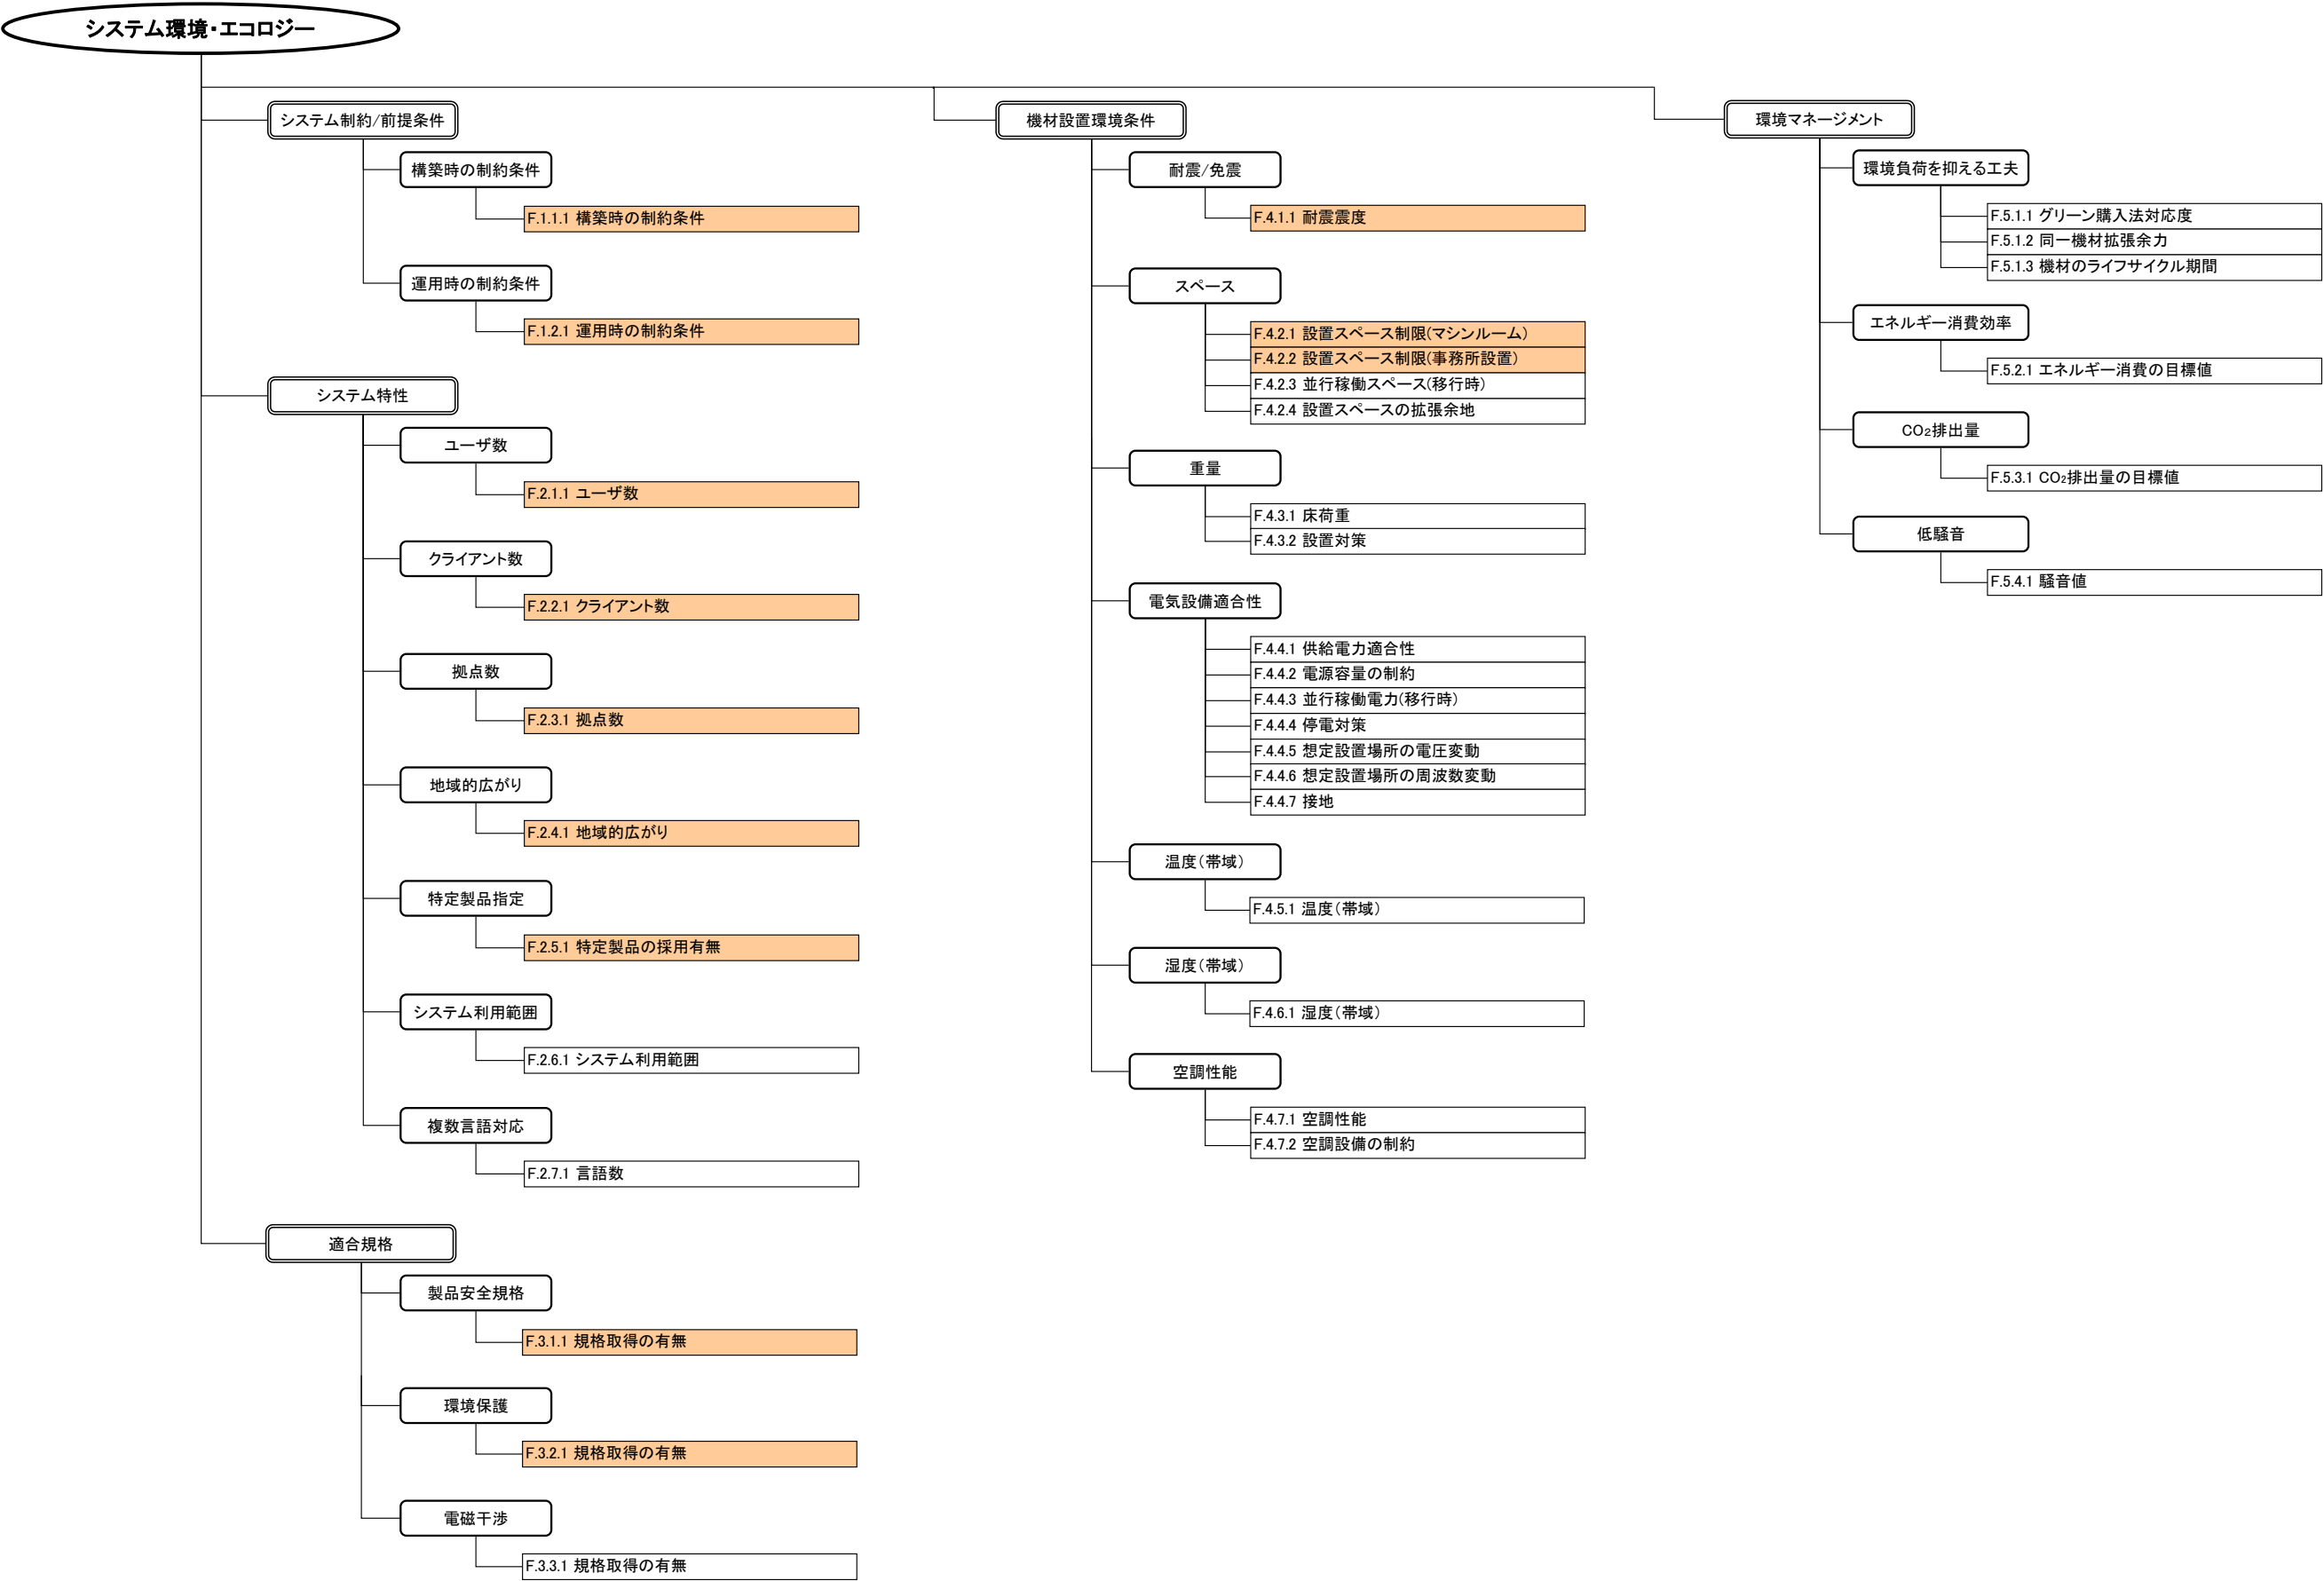 システム環境・エコロジー
システム制約/前提条件
構築時の制約条件
F.1.1.1 構築時の制約条件
運用時の制約条件
F.1.2.1 運用時の制約条件
システム特性
ユーザ数
F.2.1.1 ユーザ数
クライアント数
F.2.2.1 クライアント数
拠点数
F.2.3.1 拠点数
地域的広がり
F.2.4.1 地域的広がり
特定製品指定
F.2.5.1 特定製品の採用有無
システム利用範囲
F.2.6.1 システム利用範囲
複数言語対応
F.2.7.1 言語数
適合規格
製品安全規格
F.3.1.1 規格取得の有無
環境保護
F.3.2.1 規格取得の有無
電磁干渉
F.3.3.1 規格取得の有無
機材設置環境条件
耐震/免震
F.4.1.1 耐震震度
スペース
F.4.2.1 設置スペース制限(マシンルーム)
F.4.2.2 設置スペース制限(事務所設置)
F.4.2.3 並行稼働スペース(移行時)
F.4.2.4 設置スペースの拡張余地
重量
F.4.3.1 床荷重
F.4.3.2 設置対策
電気設備適合性
F.4.4.1 供給電力適合性
F.4.4.2 電源容量の制約
F.4.4.3 並行稼働電力(移行時)
F.4.4.4 停電対策
F.4.4.5 想定設置場所の電圧変動
F.4.4.6 想定設置場所の周波数変動
F.4.4.7 接地
温度(帯域)
F.4.5.1 温度(帯域)
湿度(帯域)
F.4.6.1 湿度(帯域)
空調性能
F.4.7.1 空調性能
F.4.7.2 空調設備の制約
環境マネージメント
環境負荷を抑える工夫
F.5.1.1 グリーン購入法対応度
F.5.1.2 同一機材拡張余力
F.5.1.3 機材のライフサイクル期間
エネルギー消費効率
F.5.2.1 エネルギー消費の目標値
CO₂排出量
F.5.3.1 CO₂排出量の目標値
低騒音
F.5.4.1 騒音値